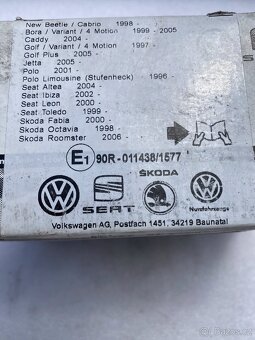 New Beetle / Cabrio 1998 -
Bora / Variant / 4 Motion 1999 - 2005
Caddy 2004 -
Golf / Variant / 4 Motion 1997 -
Golf Plus 2005 -
Jetta 2005 -
Polo 2001 -
Polo Limousine (Stufenheck) 1996 -
Seat Altea 2004 -
Seat Ibiza 2002 -
Seat Leon 2000 -
Seat Toledo 1999 -
Skoda Fabia 2000 -
Skoda Octavia 1998 -
Skoda Roomster 2006 -
E1 90R-011438/1577
SEAT
ŠKODA
Nutzfahrzeuge
Volkswagen AG, Postfach 1451, 34219 Baunatal